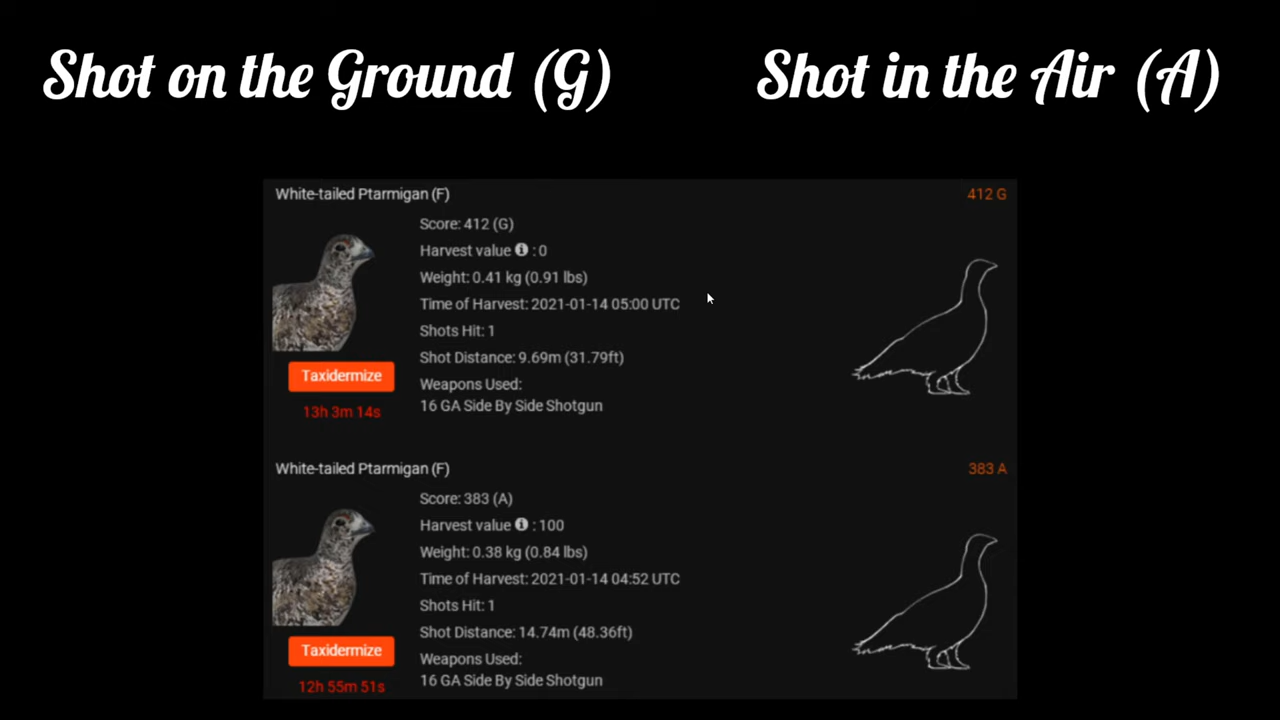 Shot on the Ground (G)
Shot in the Air (A)
White-tailed Ptarmigan (F)
412 G
Score: 412 (G)
Harvest value i : 0
Weight: 0.41 kg (0.91 lbs)
Time of Harvest: 2021-01-14 05:00 UTC
Shots Hit: 1
Shot Distance: 9.69m (31.79ft)
Weapons Used:
16 GA Side By Side Shotgun
Taxidermize
13h 3m 14s
White-tailed Ptarmigan (F)
383 A
Score: 383 (A)
Harvest value i : 100
Weight: 0.38 kg (0.84 lbs)
Time of Harvest: 2021-01-14 04:52 UTC
Shots Hit: 1
Shot Distance: 14.74m (48.36ft)
Weapons Used:
16 GA Side By Side Shotgun
Taxidermize
12h 55m 51s